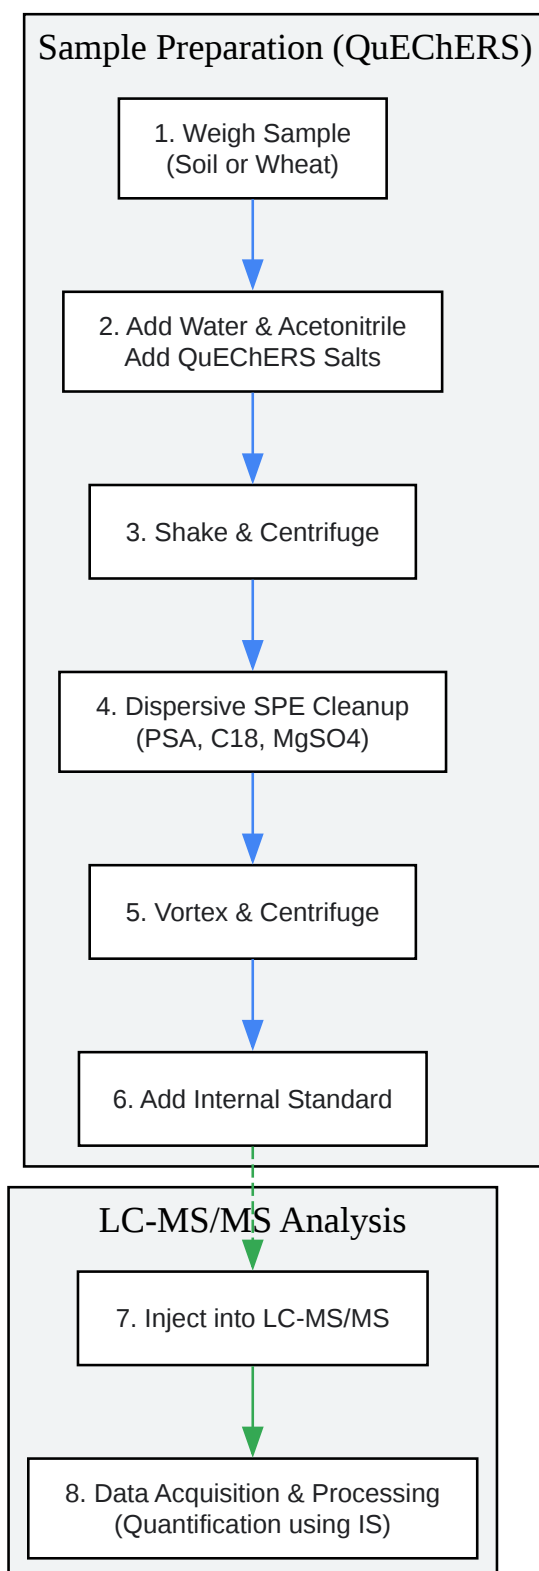 Sample Preparation (QuEChERS)
1. Weigh Sample
(Soil or Wheat)
2. Add Water & Acetonitrile
Add QuEChERS Salts
3. Shake & Centrifuge
4. Dispersive SPE Cleanup
(PSA, C18, MgSO4)
5. Vortex & Centrifuge
6. Add Internal Standard
LC-MS/MS Analysis
7. Inject into LC-MS/MS
8. Data Acquisition & Processing
(Quantification using IS)